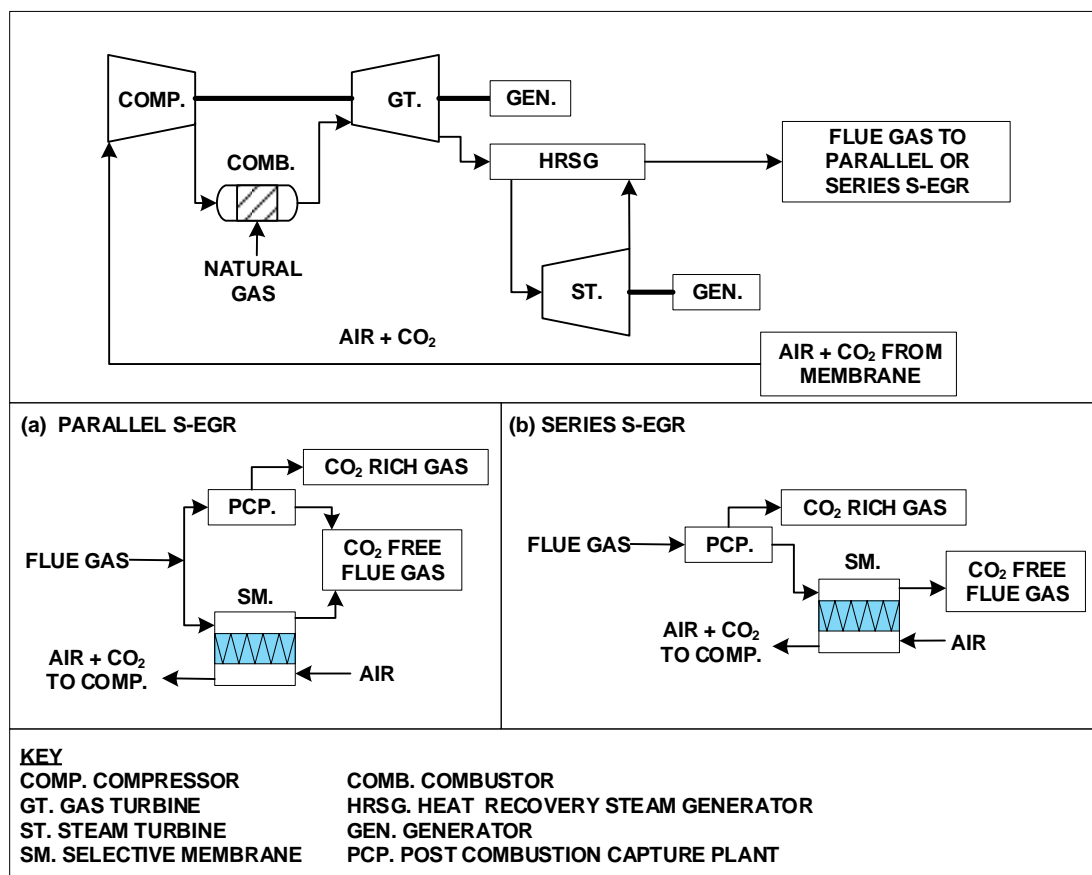 COMP.
GT.
GEN.
COMB.
HRSG
FLUE GAS TO
PARALLEL OR
SERIES S-EGR
NATURAL
GAS
ST.
GEN.
AIR + CO₂
AIR + CO₂ FROM
MEMBRANE
(a) PARALLEL S-EGR
CO₂ RICH GAS
PCP.
FLUE GAS
CO₂ FREE
FLUE GAS
SM.
AIR + CO₂
TO COMP.
AIR
(b) SERIES S-EGR
CO₂ RICH GAS
FLUE GAS
PCP.
SM.
CO₂ FREE
FLUE GAS
AIR + CO₂
TO COMP.
AIR
KEY
COMP. COMPRESSOR COMB. COMBUSTOR
GT. GAS TURBINE HRSG. HEAT RECOVERY STEAM GENERATOR
ST. STEAM TURBINE GEN. GENERATOR
SM. SELECTIVE MEMBRANE PCP. POST COMBUSTION CAPTURE PLANT